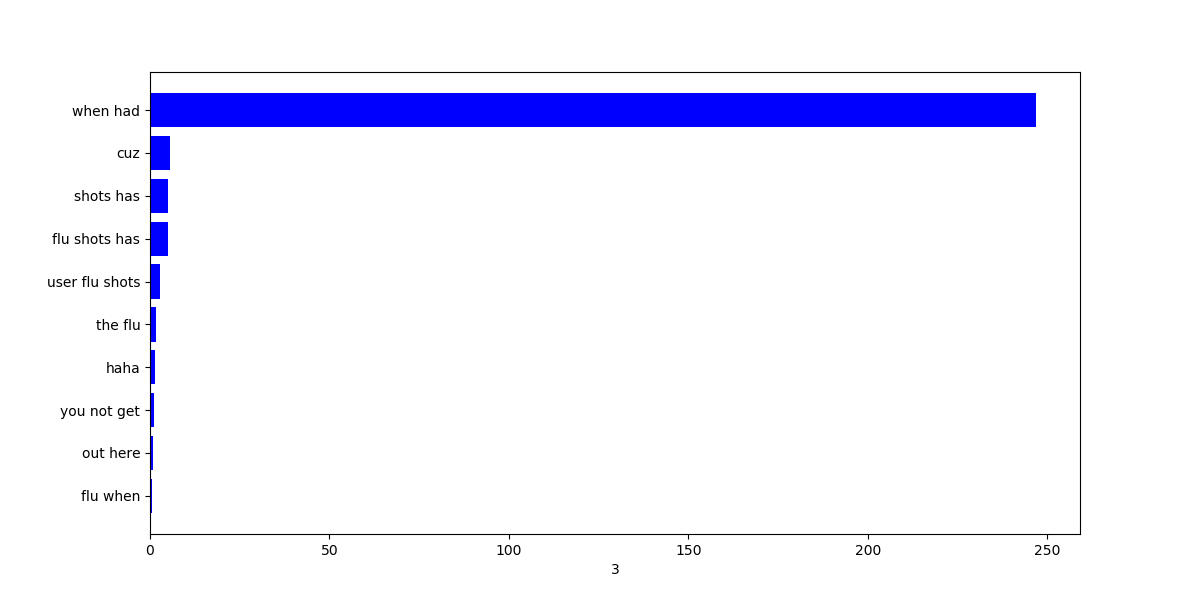 when had
cuz
shots has
flu shots has
user flu shots
the flu
haha
you not get
out here
flu when
0 50 100 150 200 250
3